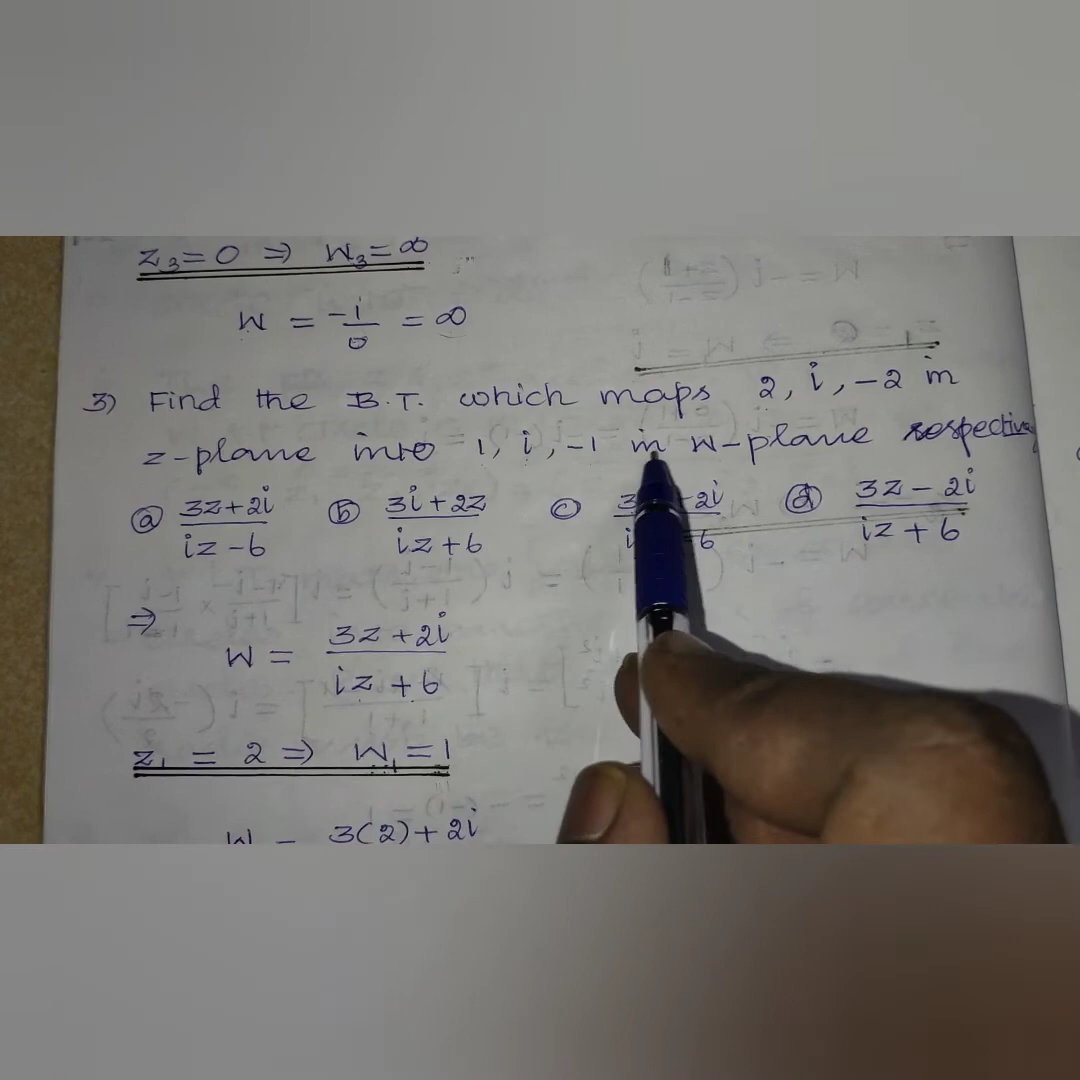 z₃ = 0 ⇒ W₃ = ∞
W = -i/0 = ∞
3) Find the B.T. which maps 2, i, -2 in
z-plane into 1, i, -1 in W-plane
ⓐ (3z+2i)/(iz-6) ⓑ (3i+2z)/(iz+6) ⓒ ⓓ (3z-2i)/(iz+6)
⇒ W = (3z+2i)/(iz+6)
z₁ = 2 ⇒ W₁ = 1
3(2)+2i